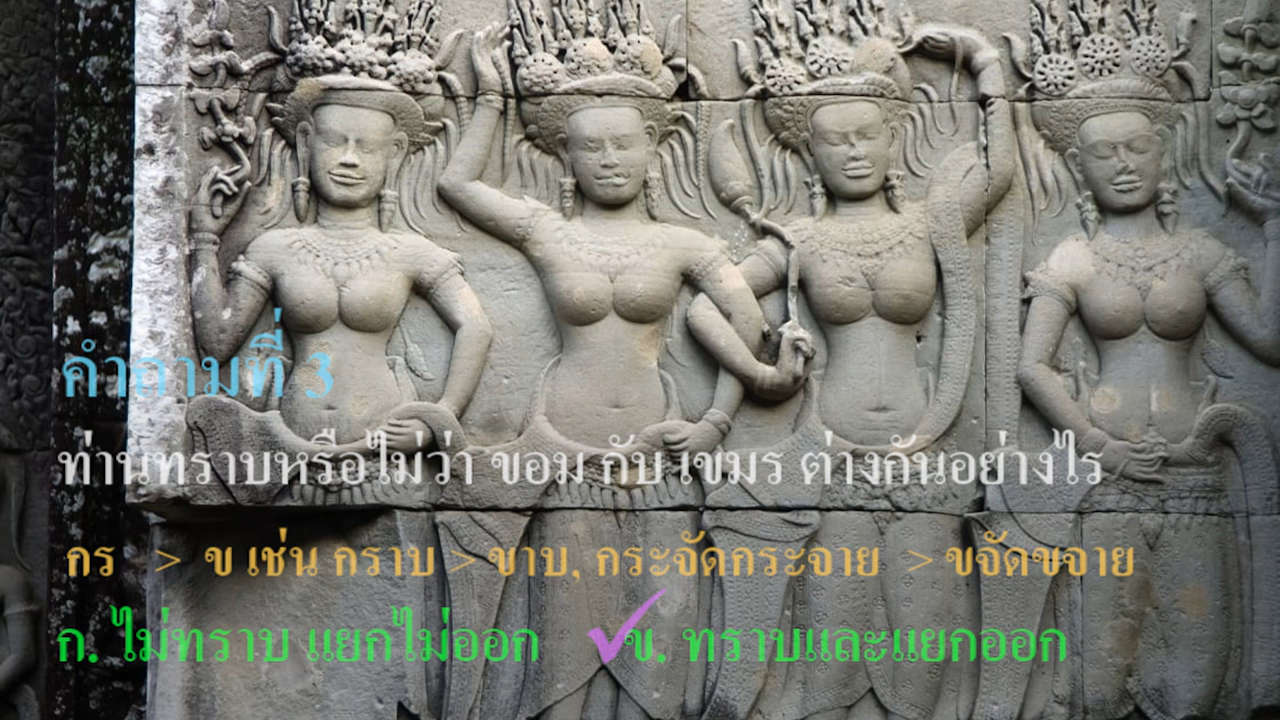 คำถามที่ 3
ท่านทราบหรือไม่ว่า ขอม กับ เขมร ต่างกันอย่างไร
กร > ข เช่น กราบ > ขาบ, กระจัดกระจาย > ขจัดขจาย
ก. ไม่ทราบ แยกไม่ออก ✓ข. ทราบและแยกออก